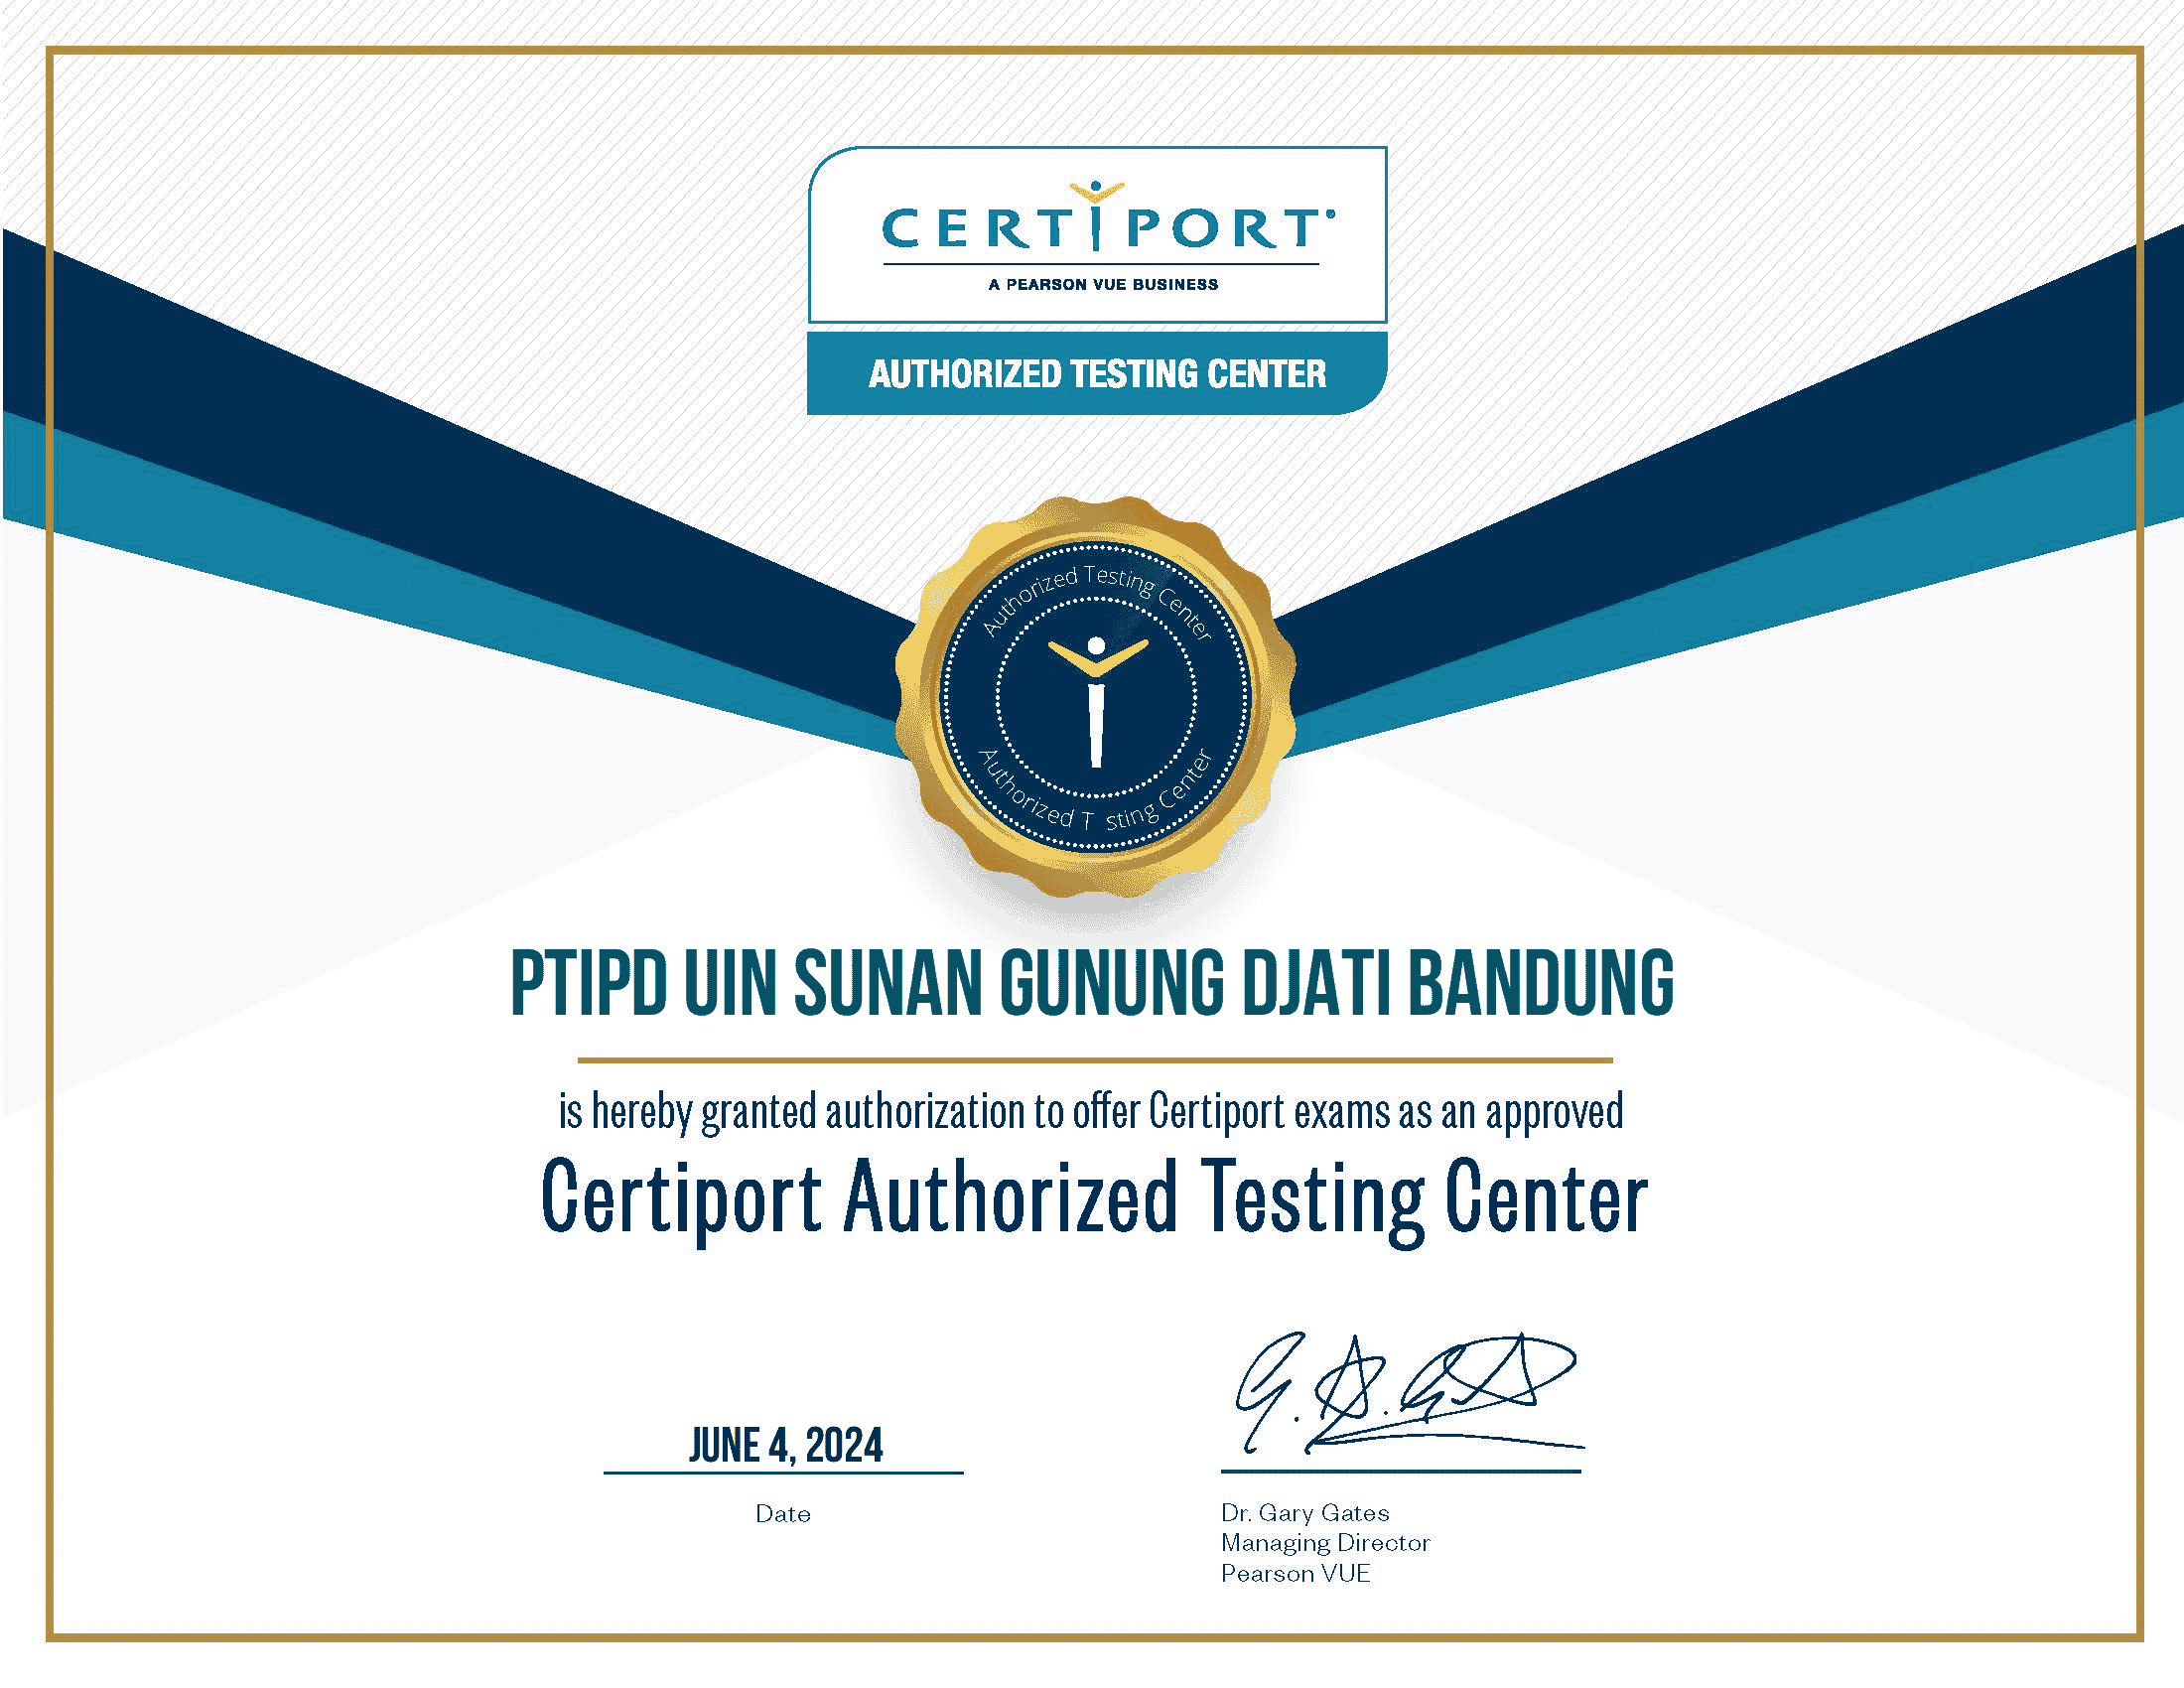 CERTIPORT
A PEARSON VUE BUSINESS
AUTHORIZED TESTING CENTER
Authorized Testing Center
Authorized T sting Center
PTIPD UIN SUNAN GUNUNG DJATI BANDUNG
is hereby granted authorization to offer Certiport exams as an approved
Certiport Authorized Testing Center
JUNE 4, 2024
Date
Dr. Gary Gates
Managing Director
Pearson VUE